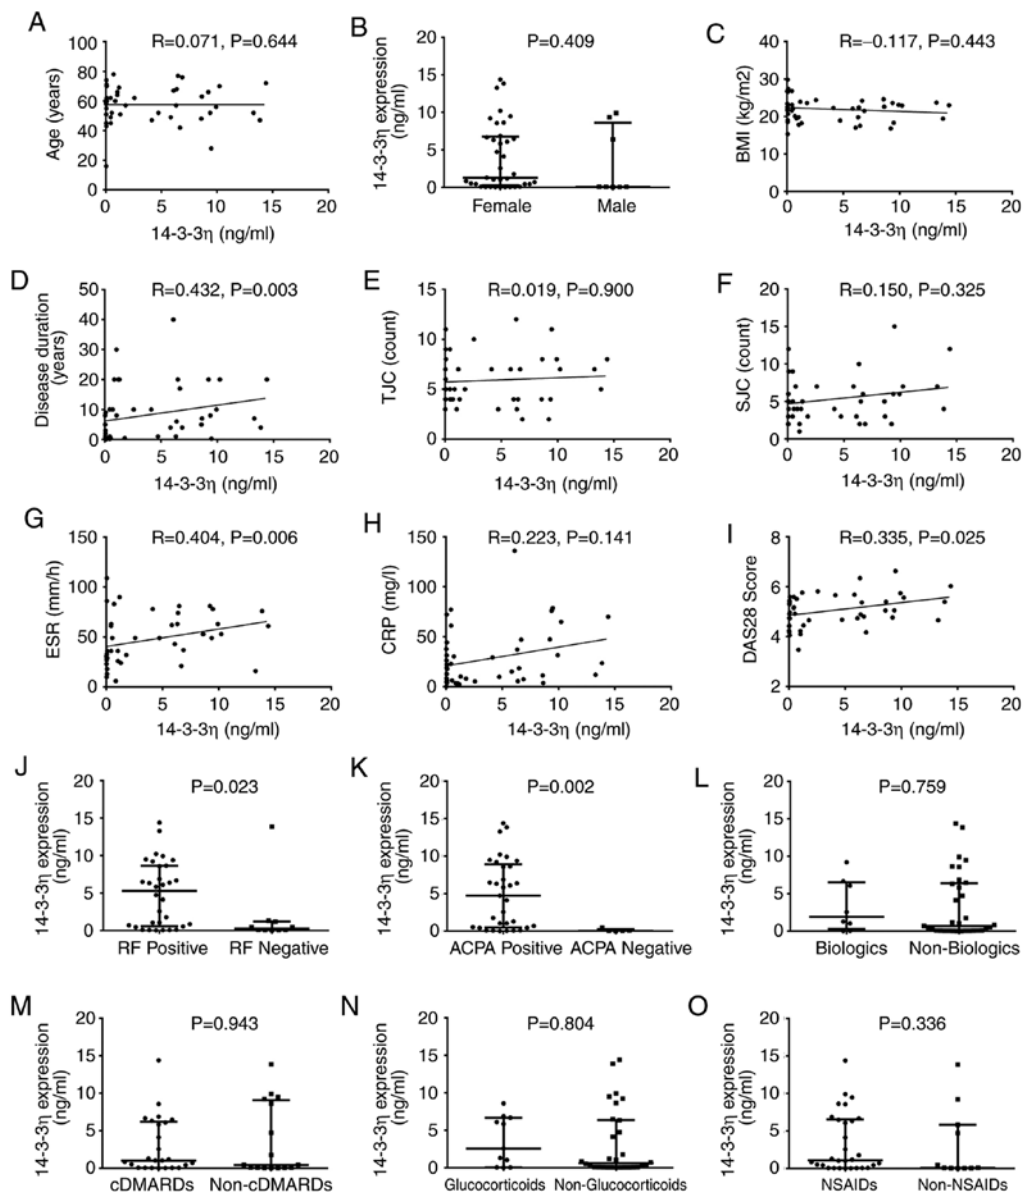 A
R=0.071, P=0.644
Age (years)
100
80
60
40
20
0
0 5 10 15 20
14-3-3η (ng/ml)
B
P=0.409
14-3-3η expression
(ng/ml)
20
15
10
5
0
Female Male
C
R=−0.117, P=0.443
BMI (kg/m2)
40
30
20
10
0
0 5 10 15 20
14-3-3η (ng/ml)
D
R=0.432, P=0.003
Disease duration
(years)
50
40
30
20
10
0
0 5 10 15 20
14-3-3η (ng/ml)
E
R=0.019, P=0.900
TJC (count)
15
10
5
0
0 5 10 15 20
14-3-3η (ng/ml)
F
R=0.150, P=0.325
SJC (count)
20
15
10
5
0
0 5 10 15 20
14-3-3η (ng/ml)
G
R=0.404, P=0.006
ESR (mm/h)
150
100
50
0
0 5 10 15 20
14-3-3η (ng/ml)
H
R=0.223, P=0.141
CRP (mg/l)
150
100
50
0
0 5 10 15 20
14-3-3η (ng/ml)
I
R=0.335, P=0.025
DAS28 Score
8
6
4
2
0 5 10 15 20
14-3-3η (ng/ml)
J
P=0.023
14-3-3η expression
(ng/ml)
20
15
10
5
0
RF Positive RF Negative
K
P=0.002
14-3-3η expression
(ng/ml)
20
15
10
5
0
ACPA Positive ACPA Negative
L
P=0.759
14-3-3η expression
(ng/ml)
20
15
10
5
0
Biologics Non-Biologics
M
P=0.943
14-3-3η expression
(ng/ml)
20
15
10
5
0
cDMARDs Non-cDMARDs
N
P=0.804
14-3-3η expression
(ng/ml)
20
15
10
5
0
Glucocorticoids Non-Glucocorticoids
O
P=0.336
14-3-3η expression
(ng/ml)
20
15
10
5
0
NSAIDs Non-NSAIDs